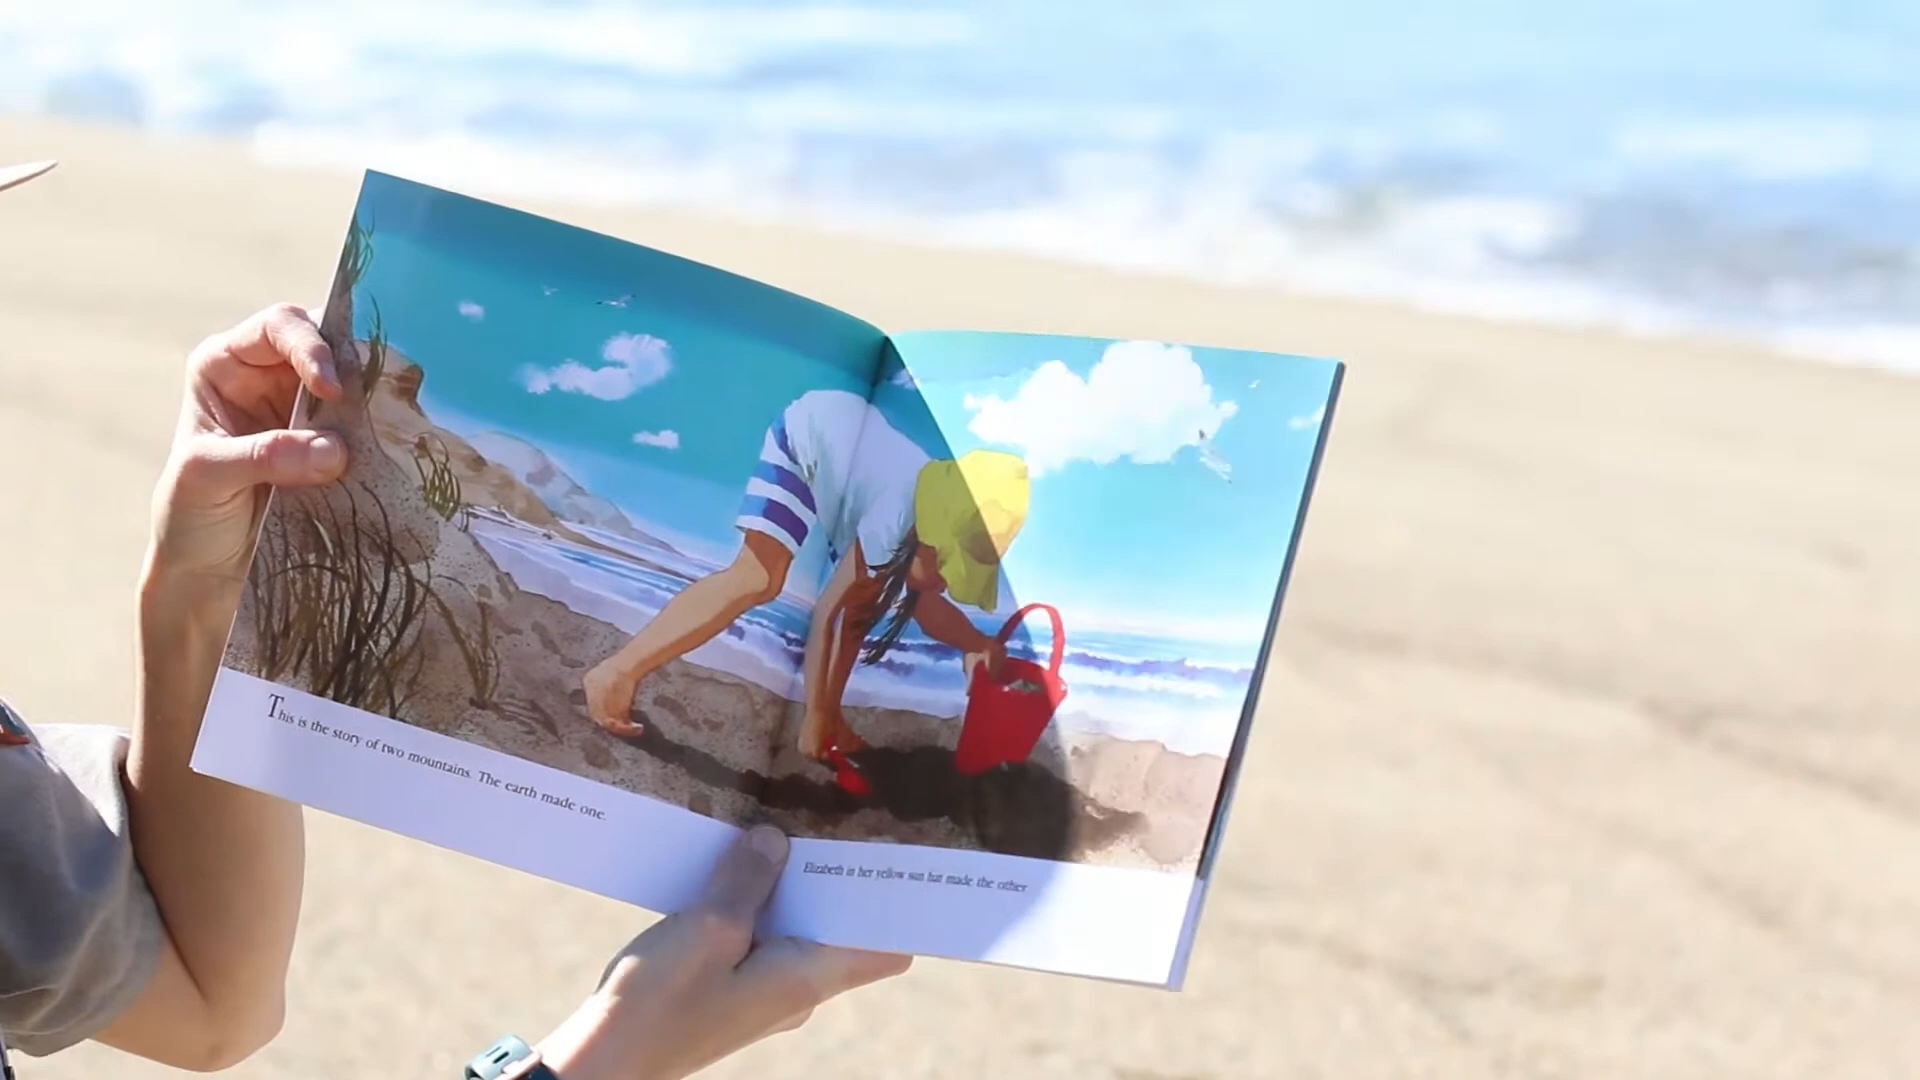 This is the story of two mountains. The earth made one.
Elizabeth in her yellow sun hat made the other